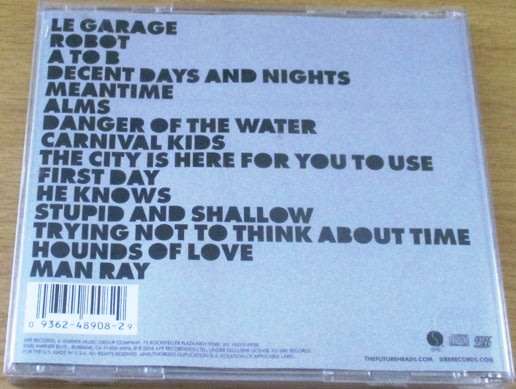 LE GARAGE
ROBOT
A TO B
DECENT DAYS AND NIGHTS
MEANTIME
ALMS
DANGER OF THE WATER
CARNIVAL KIDS
THE CITY IS HERE FOR YOU TO USE
FIRST DAY
HE KNOWS
STUPID AND SHALLOW
TRYING NOT TO THINK ABOUT TIME
HOUNDS OF LOVE
MAN RAY
0 9362-48908-2 9
THEFUTUREHEADS.COM SIRERECORDS.COM